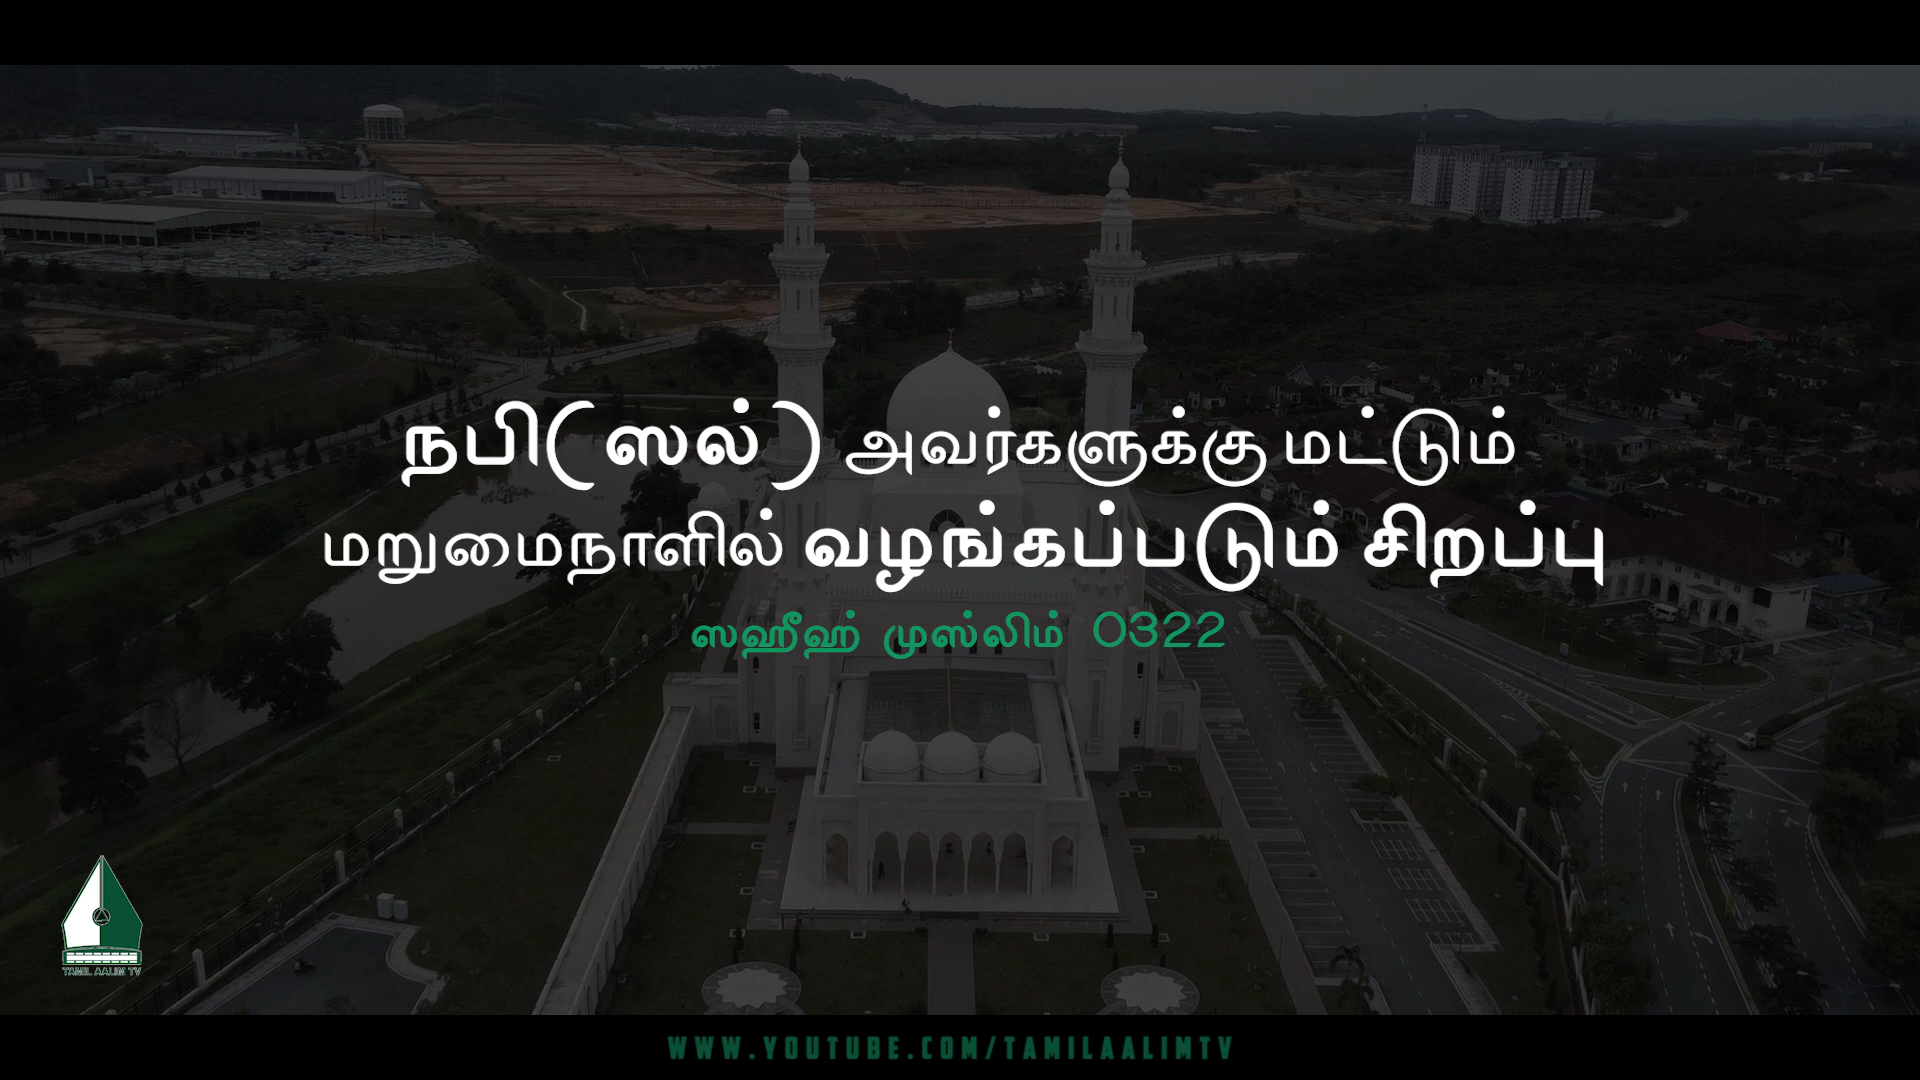 நபி(ஸல்) அவர்களுக்கு மட்டும்
மறுமைநாளில் வழங்கப்படும் சிறப்பு
ஸஹீஹ் முஸ்லிம் 0322
TAMIL AALIM TV
WWW.YOUTUBE.COM/TAMILAALIMTV